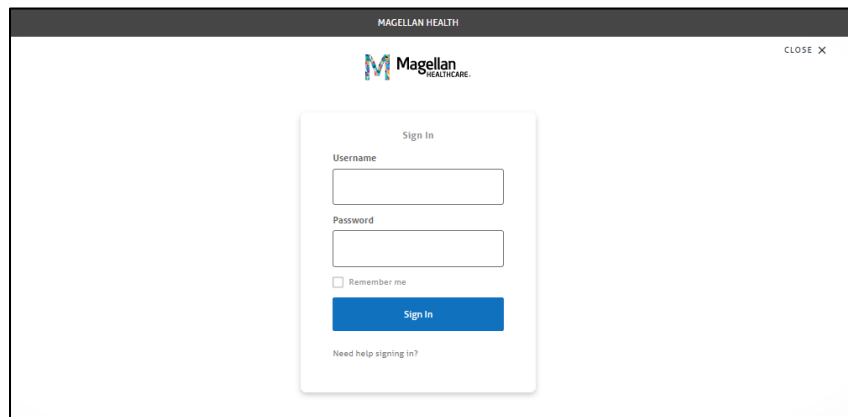 MAGELLAN HEALTH
CLOSE X
M Magellan
HEALTHCARE.
Sign In
Username
Password
Remember me
Sign In
Need help signing in?